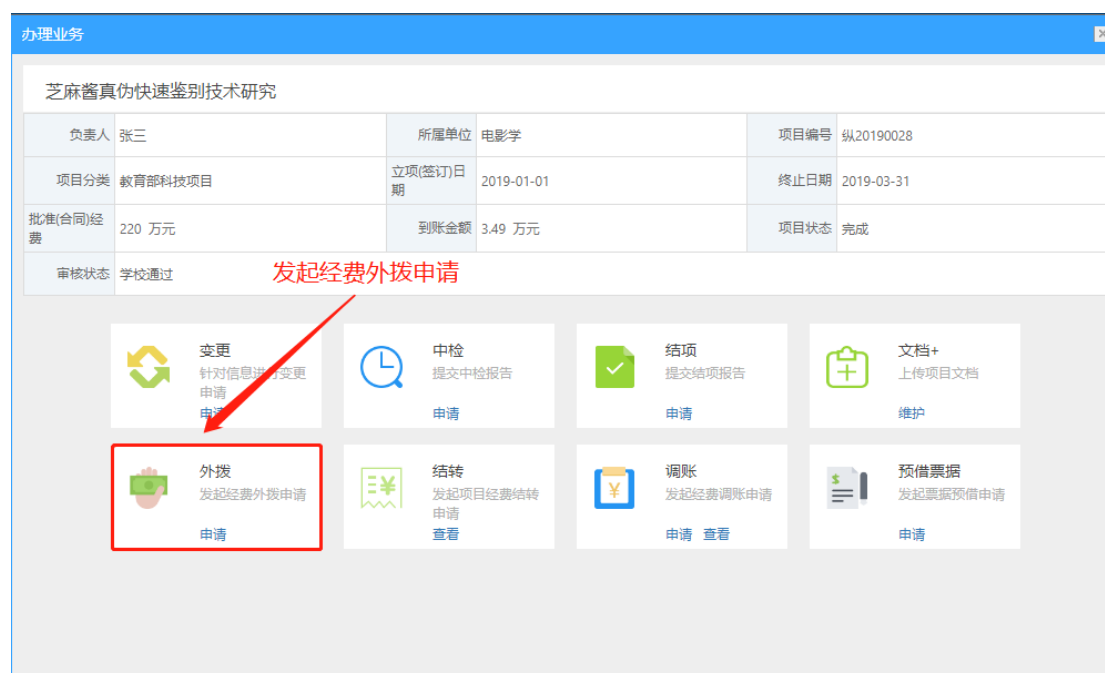 办理业务
芝麻酱真伪快速鉴别技术研究
负责人 张三 所属单位 电影学 项目编号 纵20190028
项目分类 教育部科技项目 立项(签订)日期 2019-01-01 终止日期 2019-03-31
批准(合同)经费 220 万元 到账金额 3.49 万元 项目状态 完成
审核状态 学校通过
发起经费外拨申请
变更
针对信息进行变更
申请
申请
中检
提交中检报告
申请
结项
提交结项报告
申请
文档+
上传项目文档
维护
外拨
发起经费外拨申请
申请
结转
发起项目经费结转
申请
查看
调账
发起经费调账申请
申请 查看
预借票据
发起票据预借申请
申请